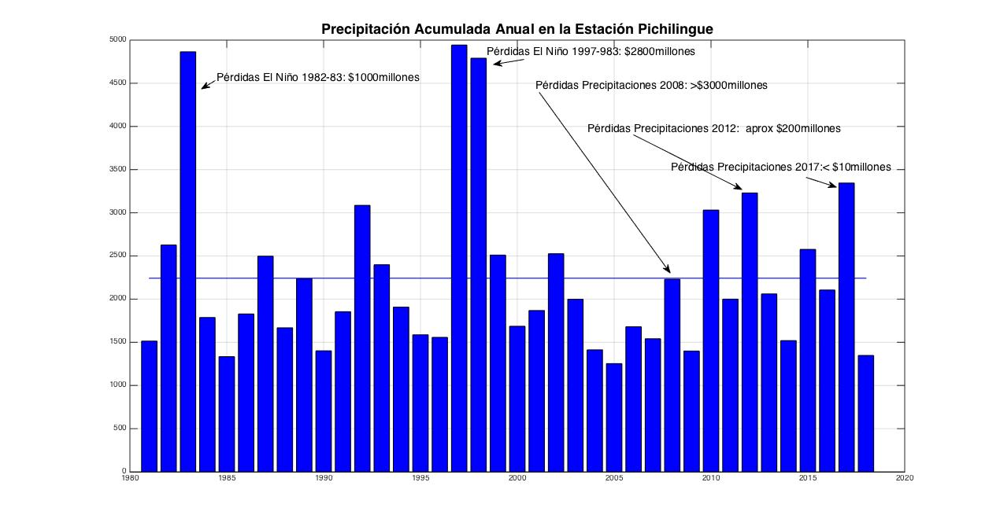 Precipitación Acumulada Anual en la Estación Pichilingue
5000
Pérdidas El Niño 1997-983: $2800millones
Pérdidas El Niño 1982-83: $1000millones
4500
Pérdidas Precipitaciones 2008: >$3000millones
4000
Pérdidas Precipitaciones 2012:  aprox $200millones
3500
Pérdidas Precipitaciones 2017:< $10millones
3000
2500
2000
1500
1000
500
0
1980 1985 1990 1995 2000 2005 2010 2015 2020